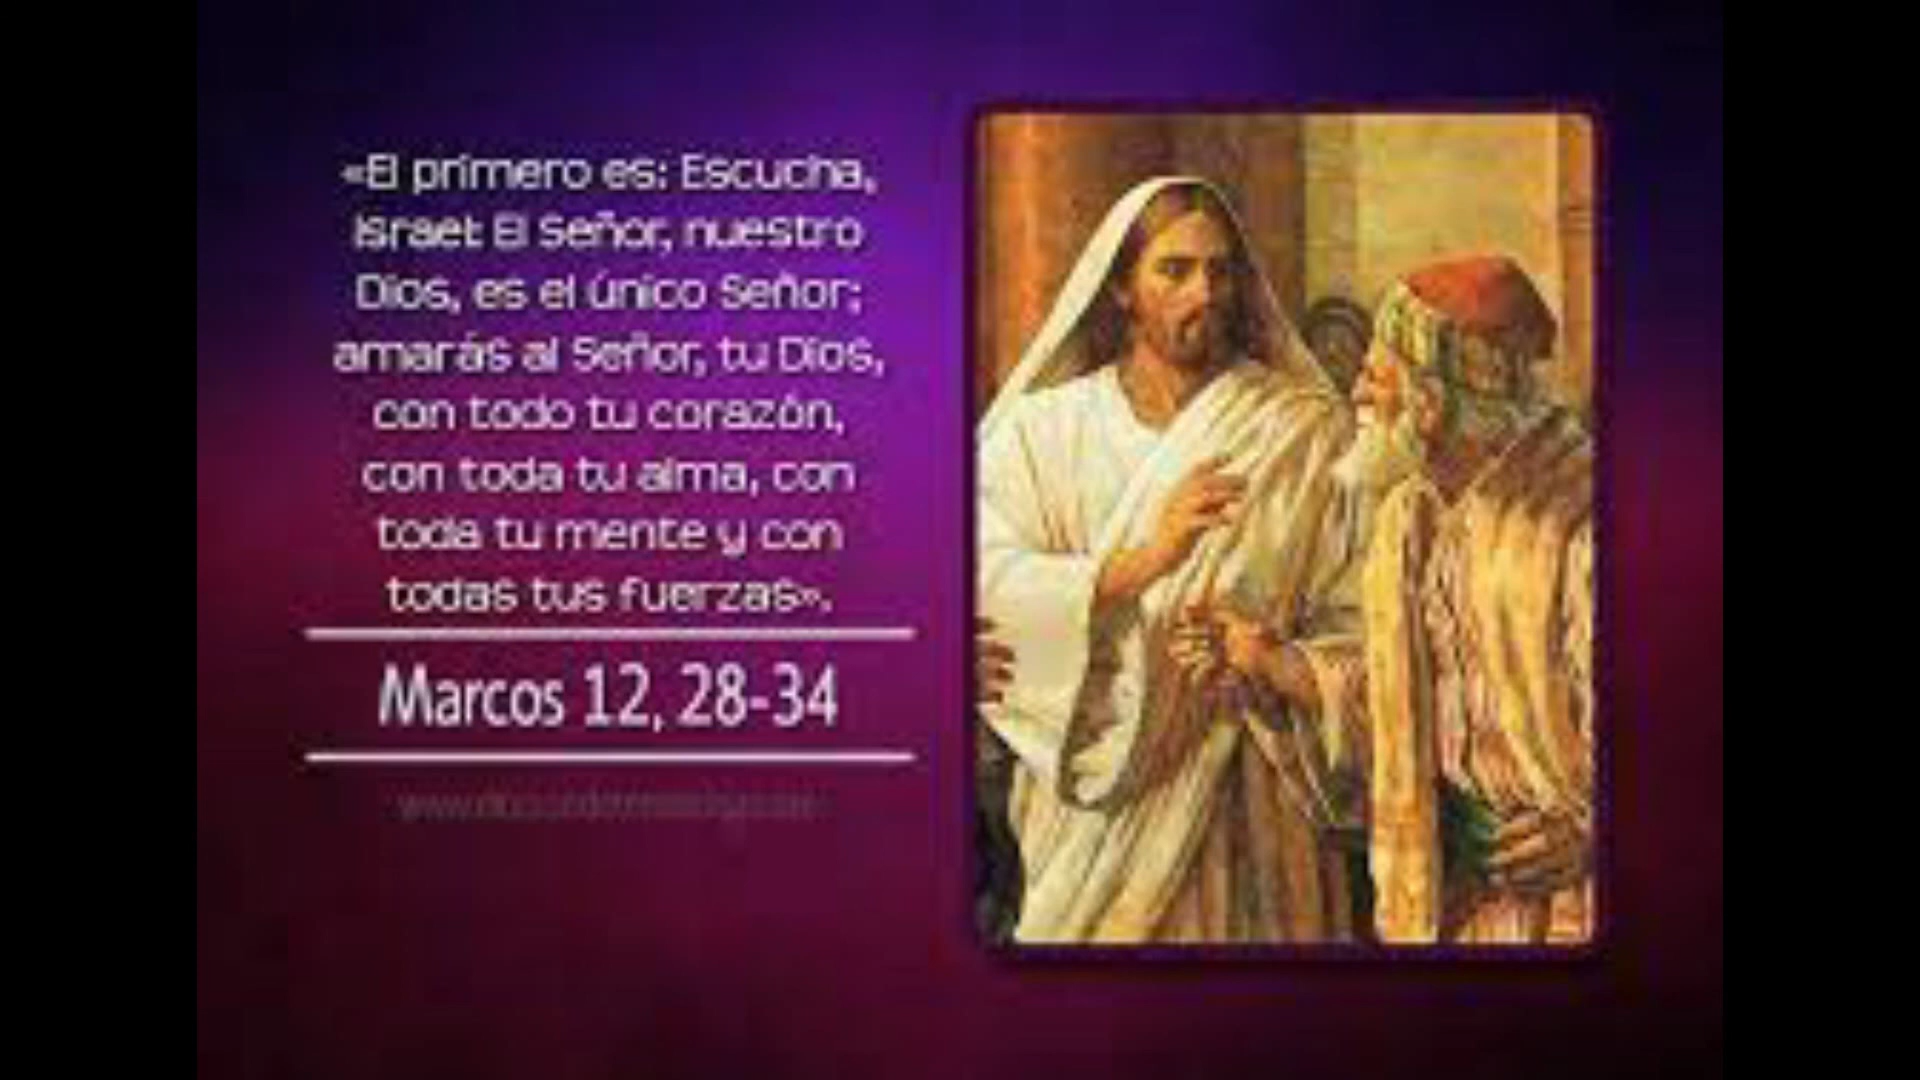 «El primero es: Escucha,
Israel: El Señor, nuestro
Dios, es el único Señor;
amarás al Señor, tu Dios,
con todo tu corazón,
con toda tu alma, con
toda tu mente y con
todas tus fuerzas».
Marcos 12, 28-34